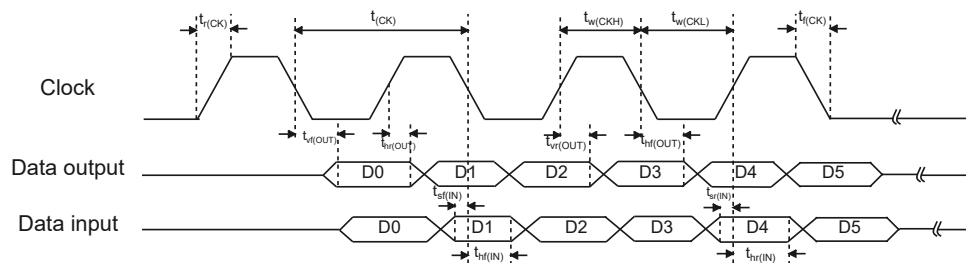 tr(CK) t(CK) tw(CKH) tw(CKL) tf(CK)
Clock
tvf(OUT) thr(OUT) tvr(OUT) thf(OUT)
Data output D0 D1 D2 D3 D4 D5
tsf(IN) tsr(IN)
Data input D0 D1 D2 D3 D4 D5
thf(IN) thr(IN)